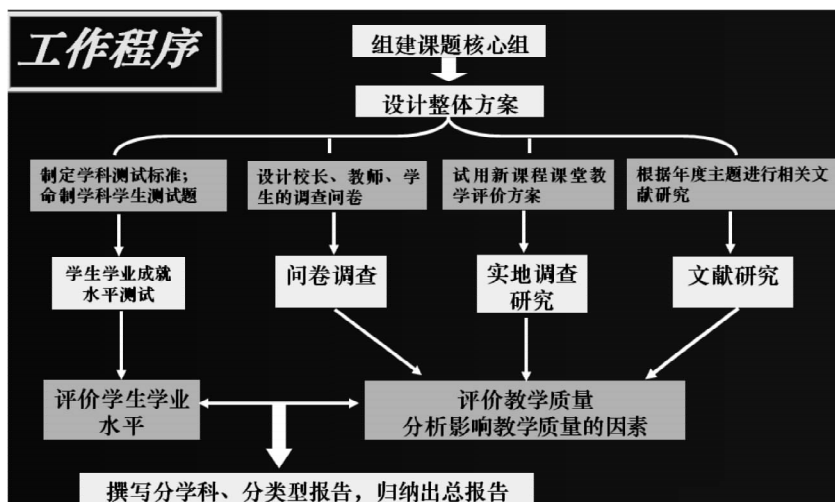 工作程序
组建课题核心组
设计整体方案
制定学科测试标准;
命制学科学生测试题
设计校长、教师、学
生的调查问卷
试用新课程课堂教
学评价方案
根据年度主题进行相关文
献研究
学生学业成就
水平测试
问卷调查
实地调查
研究
文献研究
评价学生学业
水平
评价教学质量
分析影响教学质量的因素
撰写分学科、分类型报告，归纳出总报告